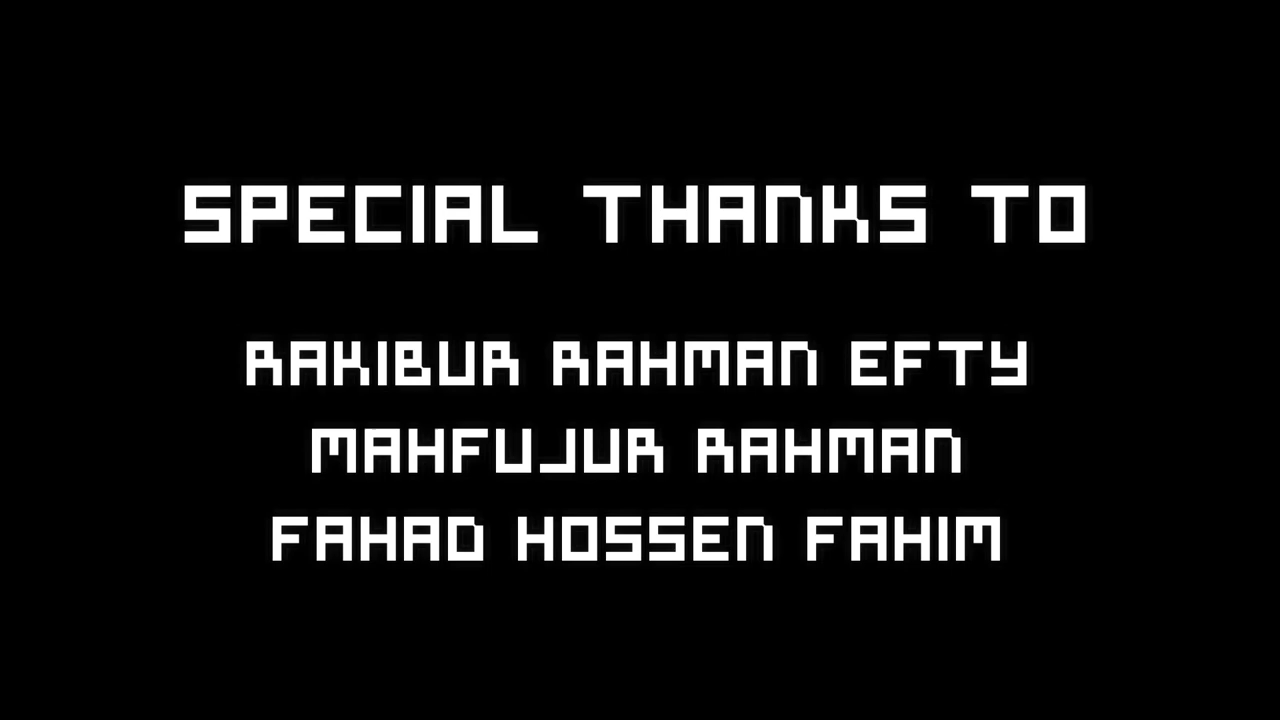 SPECIAL THANKS TO
RAKIBUR RAHMAN EFTY
MAHFUJUR RAHMAN
FAHAD HOSSEN FAHIM